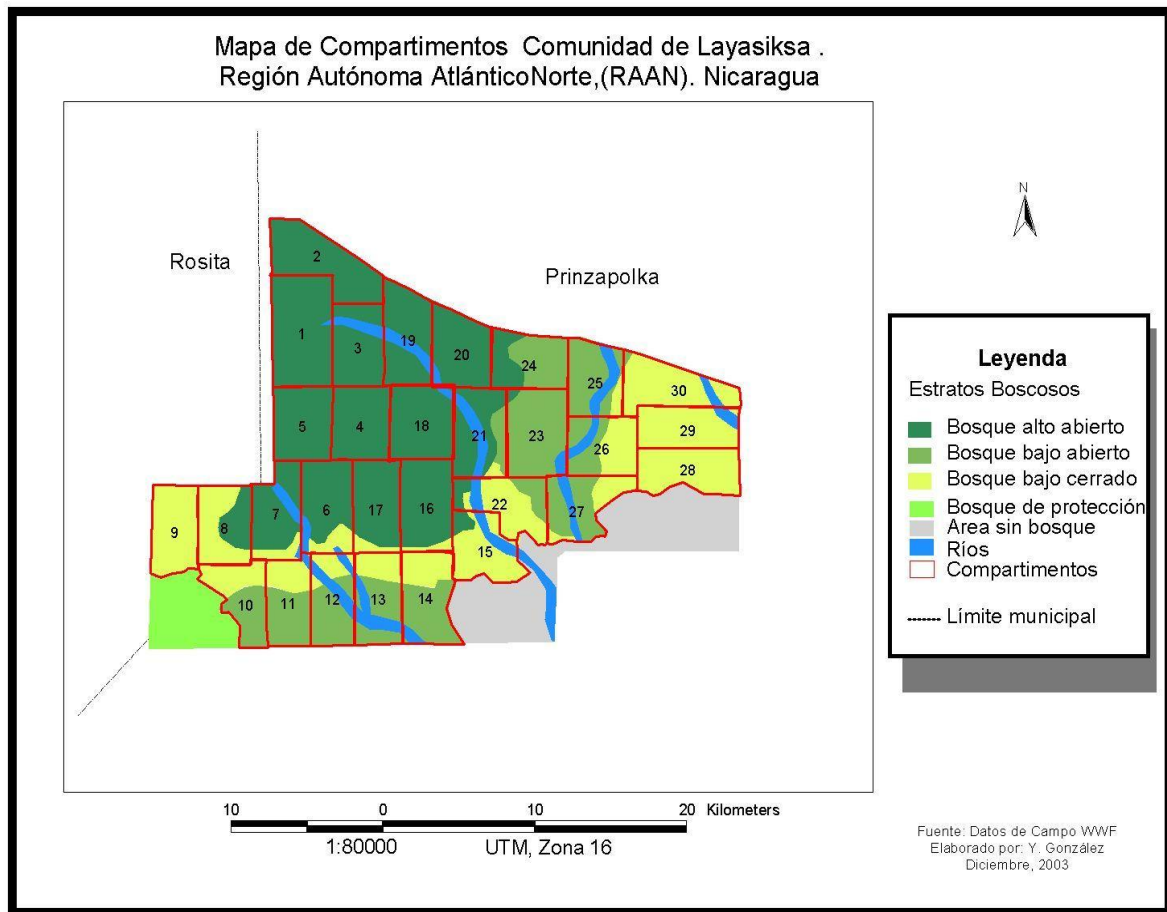 Mapa de Compartimentos Comunidad de Layasiksa .
Región Autónoma AtlánticoNorte,(RAAN). Nicaragua
N
Rosita
Prinzapolka
2
1
3
19
20
24
25
30
5
4
18
21
23
26
29
28
9
8
7
6
17
16
22
27
15
10
11
12
13
14
Leyenda
Estratos Boscosos
Bosque alto abierto
Bosque bajo abierto
Bosque bajo cerrado
Bosque de protección
Area sin bosque
Ríos
Compartimentos
Límite municipal
10 0 10 20 Kilometers
1:80000 UTM, Zona 16
Fuente: Datos de Campo WWF
Elaborado por: Y. González
Diciembre, 2003